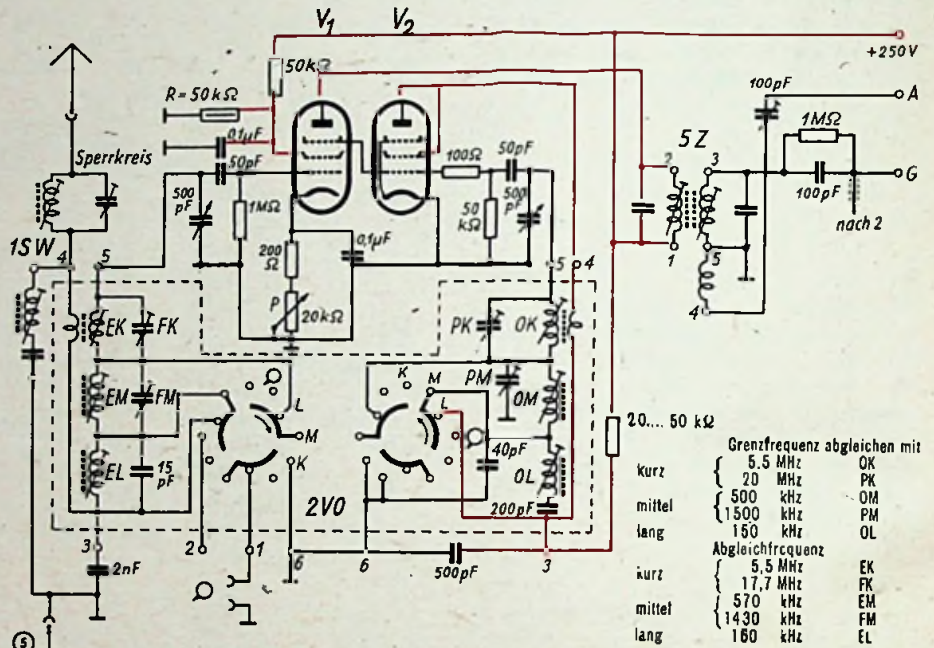 V1 V2
+250V
50kΩ
R=50kΩ
0,1µF
50pF
Sperrkreis
500 pF
1MΩ
200 Ω
P
20kΩ
0,1µF
100Ω
50pF
50 kΩ
500 pF
100pF
A
1MΩ
5Z
2
3
100pF
G
nach 2
1
5
4
1SW
4
5
5
4
EK
FK
EM
FM
EL
15 pF
L
M
K
2VO
K
M
L
PK
OK
PM
OM
40pF
OL
200pF
20.... 50 kΩ
3
2nF
2
1
6
6
500pF
3
5
Grenzfrequenz abgleichen mit
kurz 5.5 MHz OK
20 MHz PK
mittel 500 kHz OM
1500 kHz PM
lang 150 kHz OL
Abgleichfrequenz
kurz 5,5 MHz EK
17,7 MHz FK
mittel 570 kHz EM
1430 kHz FM
lang 160 kHz EL